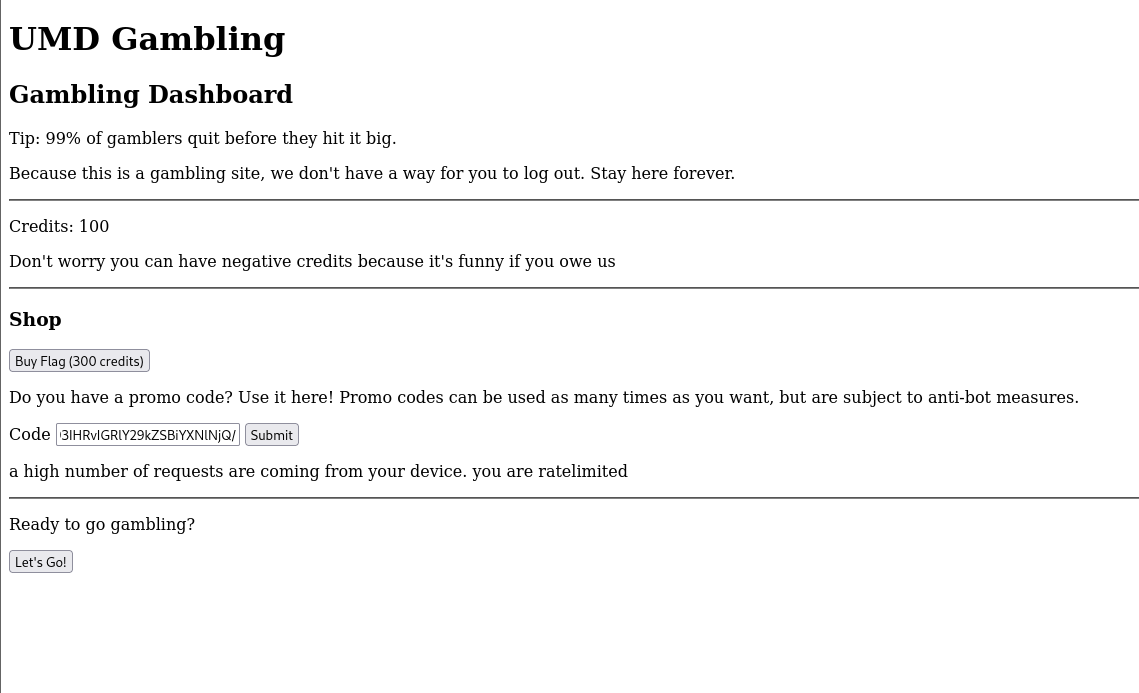 UMD Gambling
Gambling Dashboard
Tip: 99% of gamblers quit before they hit it big.
Because this is a gambling site, we don't have a way for you to log out. Stay here forever.
Credits: 100
Don't worry you can have negative credits because it's funny if you owe us
Shop
Buy Flag (300 credits)
Do you have a promo code? Use it here! Promo codes can be used as many times as you want, but are subject to anti-bot measures.
Code 3IHRvIGRlY29kZSBiYXNlNjQ/ Submit
a high number of requests are coming from your device. you are ratelimited
Ready to go gambling?
Let's Go!